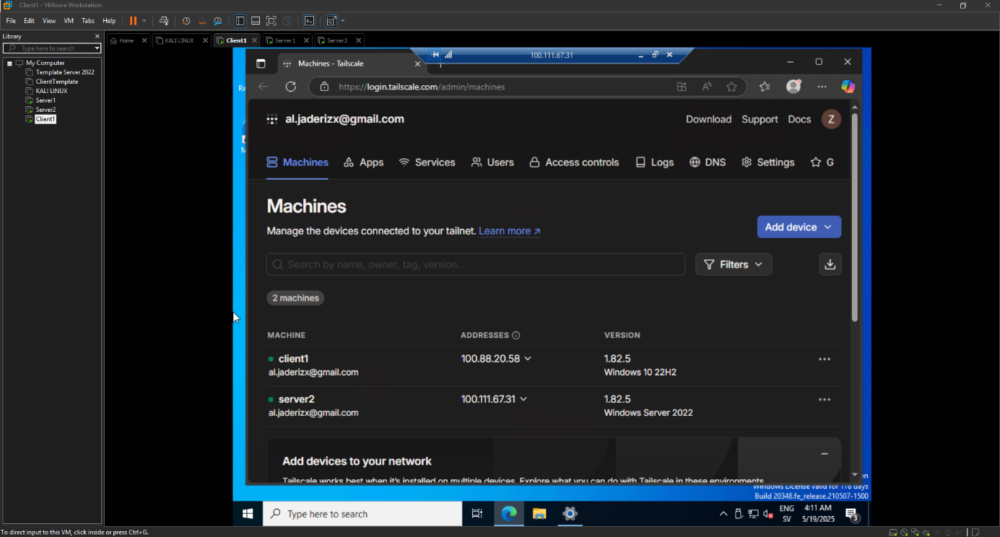 Client1 - VMware Workstation
File Edit View VM Tabs Help
Library
Type here to search
My Computer
Template Server 2022
ClientTemplate
KALI LINUX
Server1
Server2
Client1
Home KALI LINUX Client1 Server1 Server2
100.111.67.31
Machines - Tailscale
https://login.tailscale.com/admin/machines
al.jaderizx@gmail.com
Download Support Docs Z
Machines Apps Services Users Access controls Logs DNS Settings G
Machines
Manage the devices connected to your tailnet. Learn more ↗
Add device
Search by name, owner, tag, version...
Filters
2 machines
MACHINE ADDRESSES VERSION
client1 100.88.20.58 1.82.5
al.jaderizx@gmail.com Windows 10 22H2
server2 100.111.67.31 1.82.5
al.jaderizx@gmail.com Windows Server 2022
Add devices to your network
Tailscale works best when it's installed on multiple devices. Explore what you can do with Tailscale in these environments.
Windows License valid for 178 days
Build 20348.fe_release.210507-1500
Type here to search
ENG
SV
4:11 AM
5/19/2025
3
To direct input to this VM, click inside or press Ctrl+G.